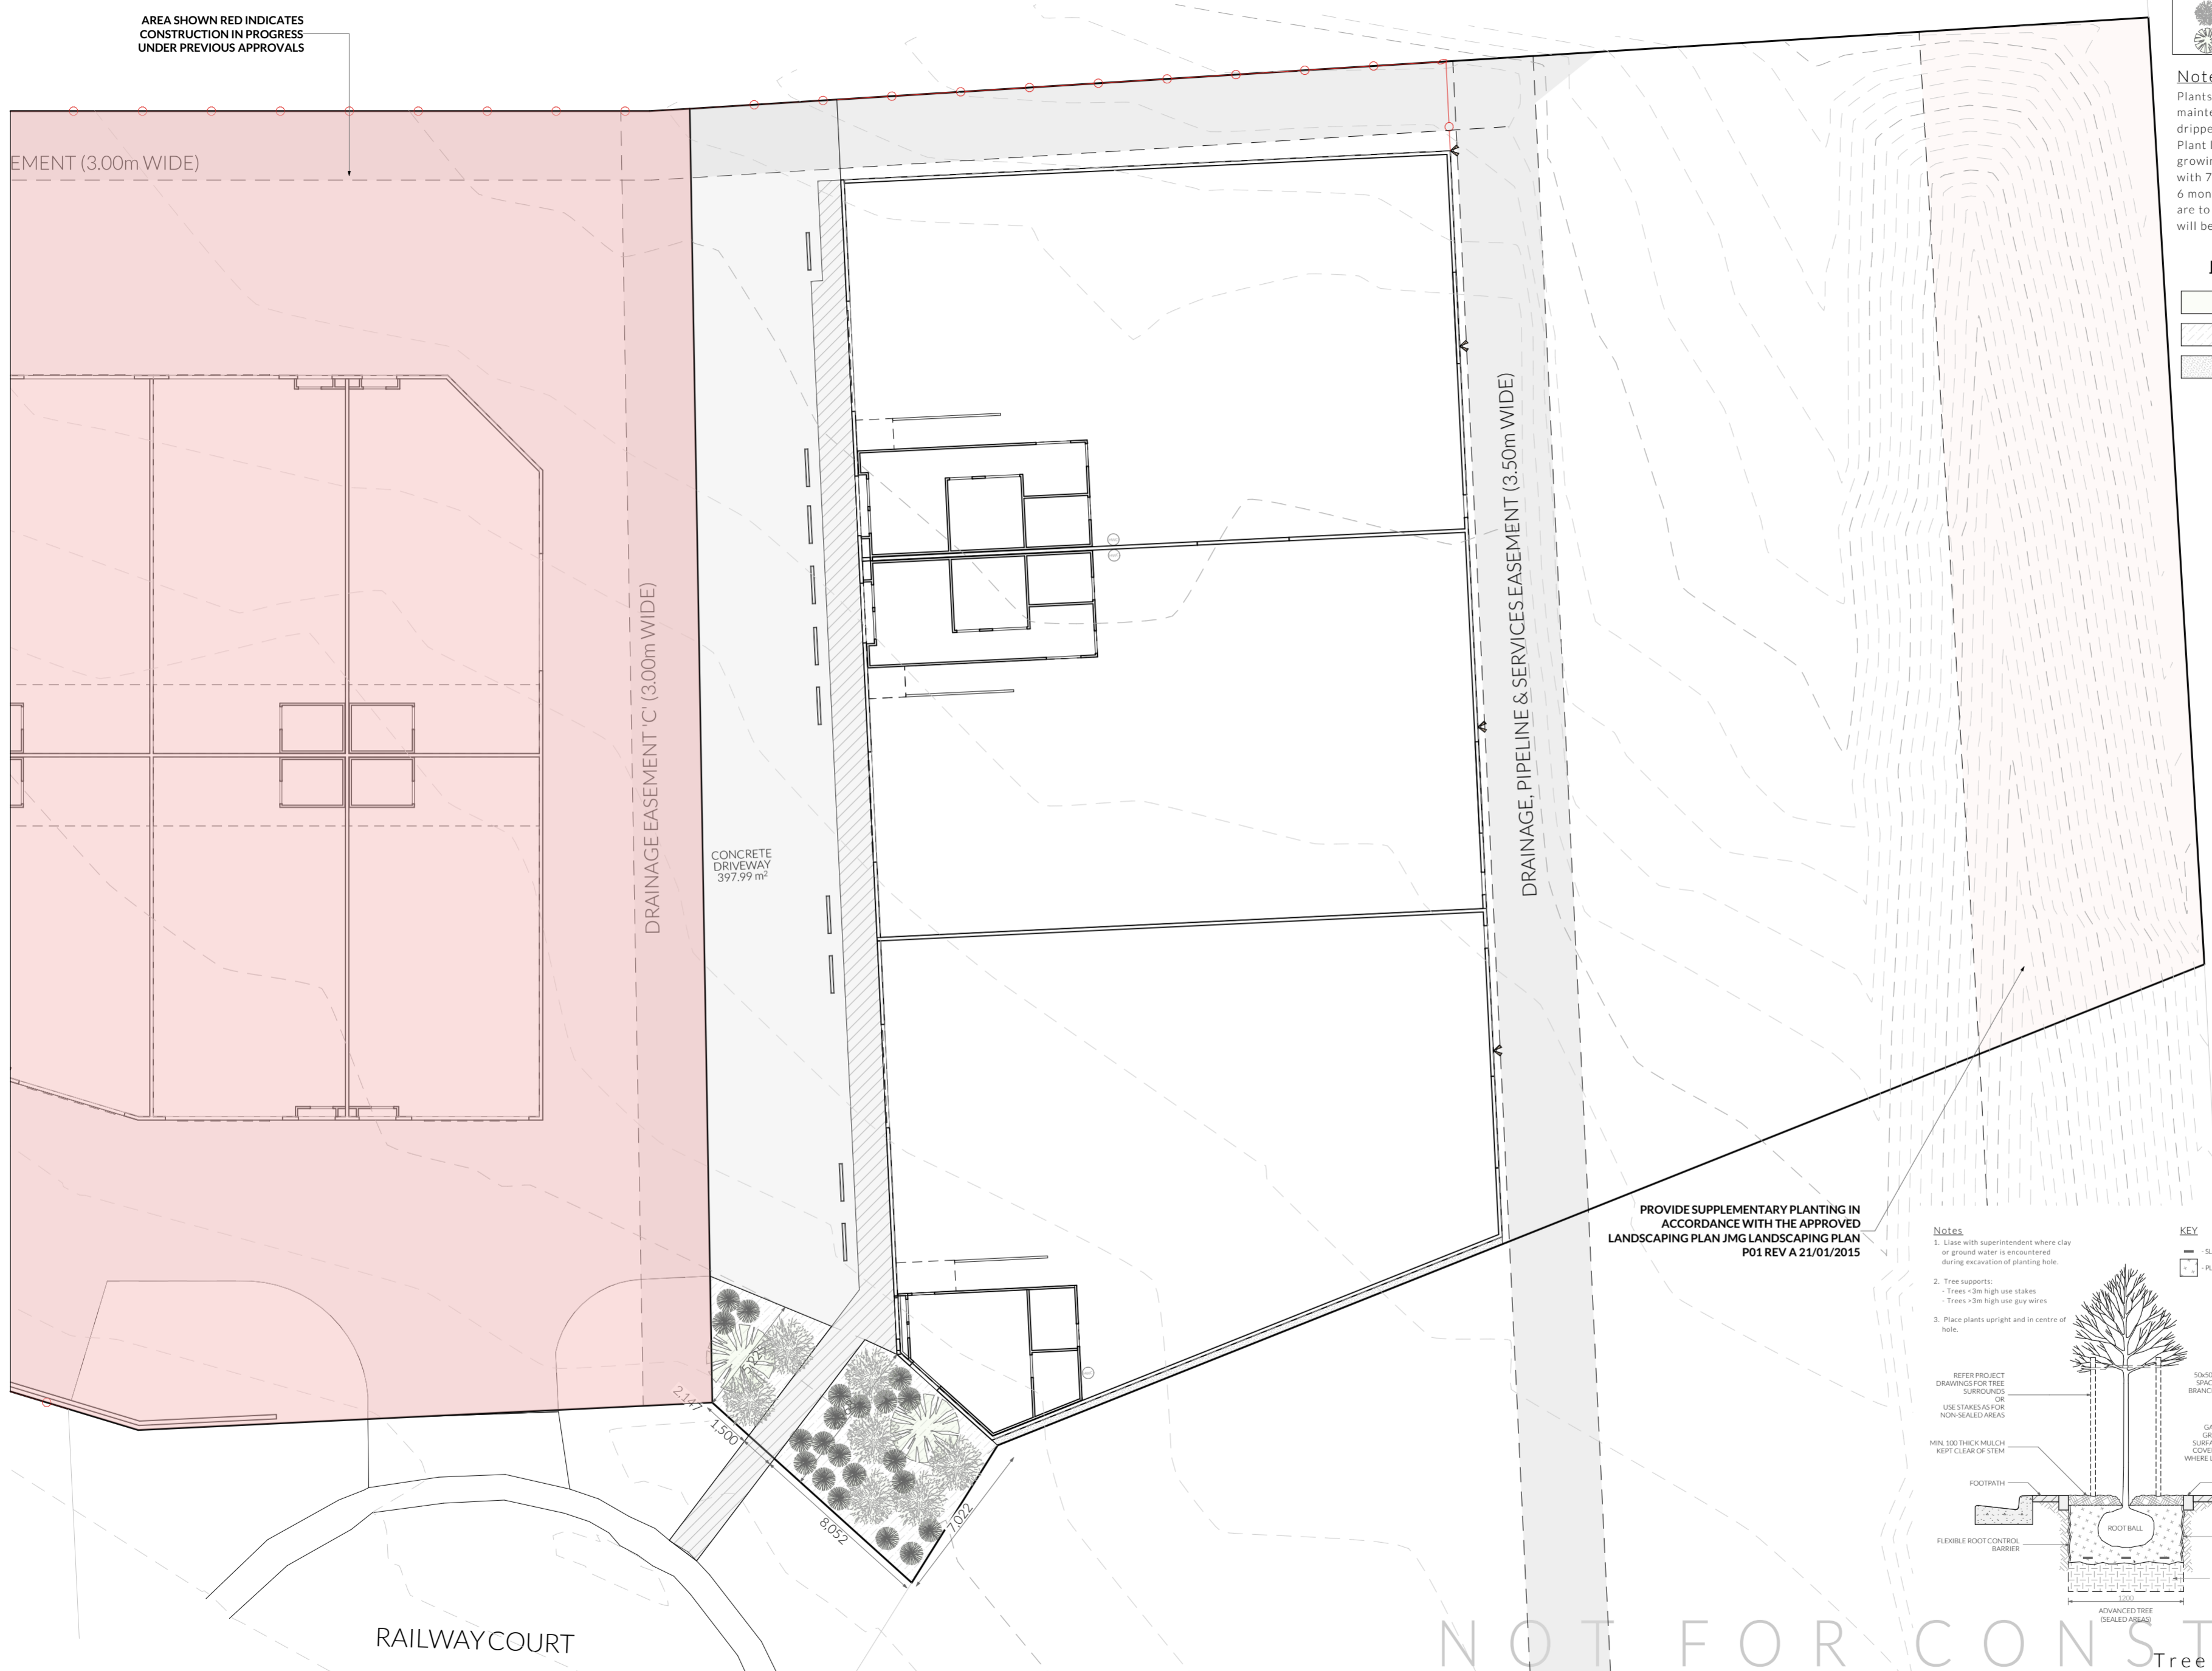 AREA SHOWN RED INDICATES
CONSTRUCTION IN PROGRESS
UNDER PREVIOUS APPROVALS
EMENT (3.00m WIDE)
Plants
with 7
6 mon
are to
will be
DRAINAGE EASEMENT 'C' (3.00m WIDE)
CONCRETE
DRIVEWAY
397.99 m²
DRAINAGE, PIPELINE & SERVICES EASEMENT (3.50m WIDE)
PROVIDE SUPPLEMENTARY PLANTING IN
ACCORDANCE WITH THE APPROVED
LANDSCAPING PLAN JMG LANDSCAPING PLAN
P01 REV A 21/01/2015
2.147
1.500
8.052
7.022
RAILWAY COURT
Notes
1. Liase with superintendent where clay
or ground water is encountered
during excavation of planting hole.
2. Tree supports:
- Trees <3m high use stakes
- Trees >3m high use guy wires
3. Place plants upright and in centre of
hole.
KEY
REFER PROJECT
DRAWINGS FOR TREE
SURROUNDS
OR
USE STAKES AS FOR
NON-SEALED AREAS
MIN. 100 THICK MULCH
KEPT CLEAR OF STEM
FOOTPATH
FLEXIBLE ROOT CONTROL
BARRIER
ROOT BALL
WHERE
1200
ADVANCED TREE
(SEALED AREAS)
NOT FOR CONST
Tree